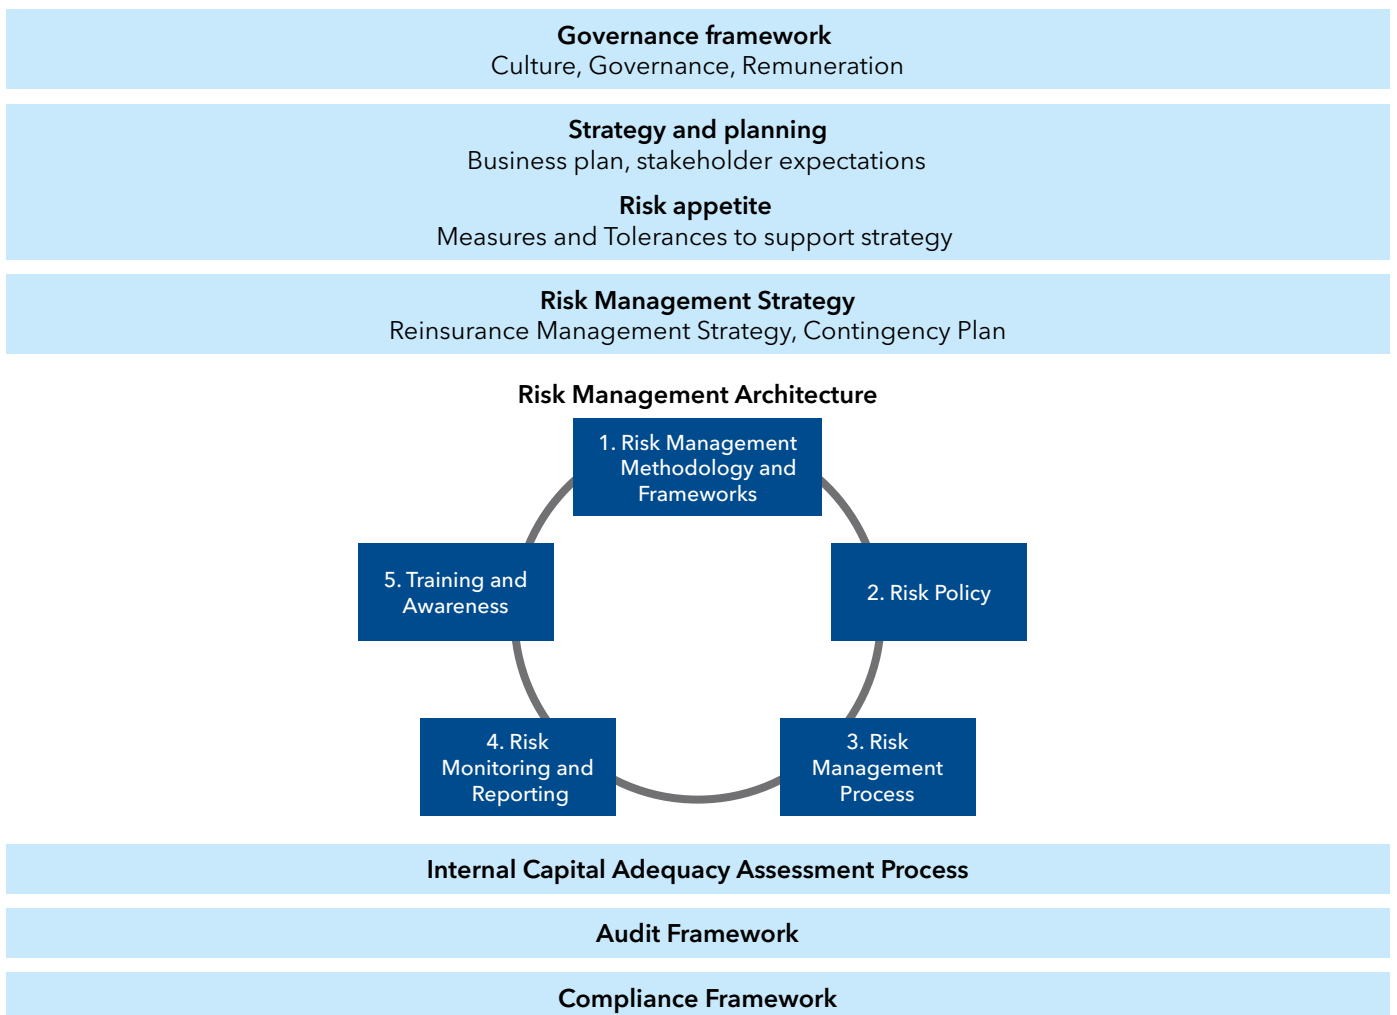 Governance framework
Culture, Governance, Remuneration
Strategy and planning
Business plan, stakeholder expectations
Risk appetite
Measures and Tolerances to support strategy
Risk Management Strategy
Reinsurance Management Strategy, Contingency Plan
Risk Management Architecture
1. Risk Management
Methodology and
Frameworks
2. Risk Policy
3. Risk
Management
Process
4. Risk
Monitoring and
Reporting
5. Training and
Awareness
Internal Capital Adequacy Assessment Process
Audit Framework
Compliance Framework